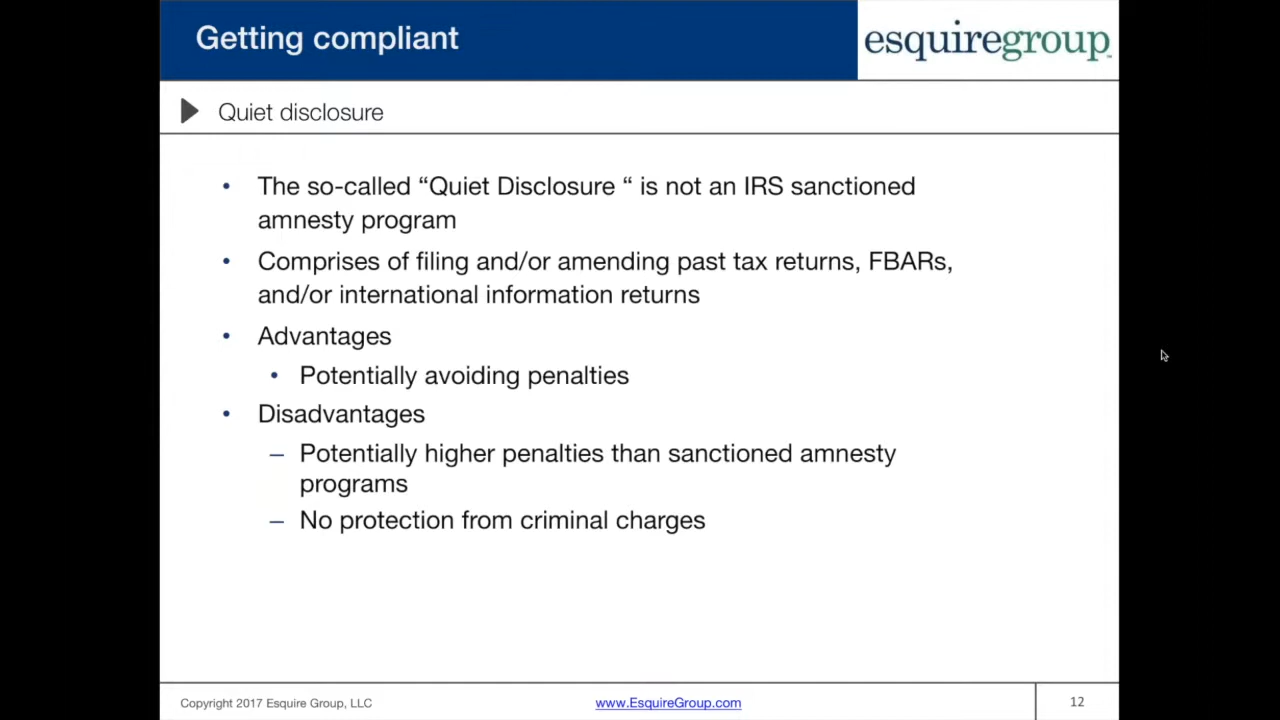 Getting compliant
esquiregroup
Quiet disclosure
• The so-called “Quiet Disclosure “ is not an IRS sanctioned
amnesty program
• Comprises of filing and/or amending past tax returns, FBARs,
and/or international information returns
• Advantages
• Potentially avoiding penalties
• Disadvantages
– Potentially higher penalties than sanctioned amnesty
programs
– No protection from criminal charges
Copyright 2017 Esquire Group, LLC
www.EsquireGroup.com
12